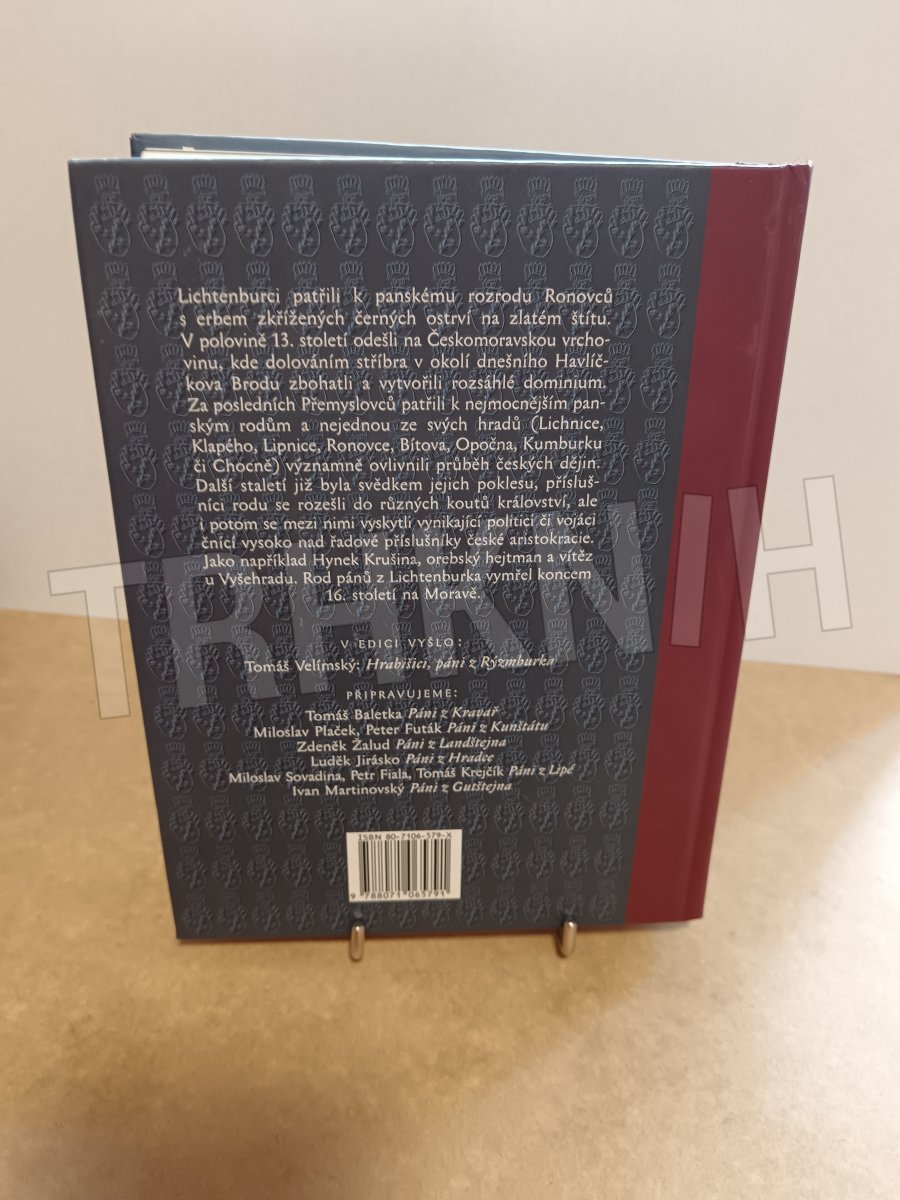 Lichtenburci patřili k panskému rozrodu Ronovců
s erbem zkřížených černých ostrví na zlatém štítu.
V polovině 13. století odešli na Českomoravskou vrcho-
vinu, kde dolováním stříbra v okolí dnešního Havlíč-
kova Brodu zbohatli a vytvořili rozsáhlé dominium.
Za posledních Přemyslovců patřili k nejmocnějším pan-
ským rodům a nejednou ze svých hradů (Lichnice,
Klapého, Lipnice, Ronovce, Bítova, Opočna, Kumburku
či Chocně) významně ovlivnili průběh českých dějin.
Další staletí již byla svědkem jejich poklesu, přísluš-
níci rodu se rozešli do různých koutů království, ale
i potom se mezi nimi vyskytli vynikající politici či vojáci
čnící vysoko nad řadové příslušníky české aristokracie.
Jako například Hynek Krušina, orebský hejtman a vítěz
u Vyšehradu. Rod pánů z Lichtenburka vymřel koncem
16. století na Moravě.
V EDICI VYŠLO:
Tomáš Velímský: Hrabišici, páni z Rýzmburka
PŘIPRAVUJEME:
Tomáš Baletka Páni z Kravař
Miloslav Plaček, Peter Futák Páni z Kunštátu
Zdeněk Žalud Páni z Landštejna
Luděk Jirásko Páni z Hradce
Miloslav Sovadina, Petr Fiala, Tomáš Krejčík Páni z Lipé
Ivan Martinovský Páni z Gutštejna
ISBN 80-7106-579-X
9 788071 065791
TRHKNIH